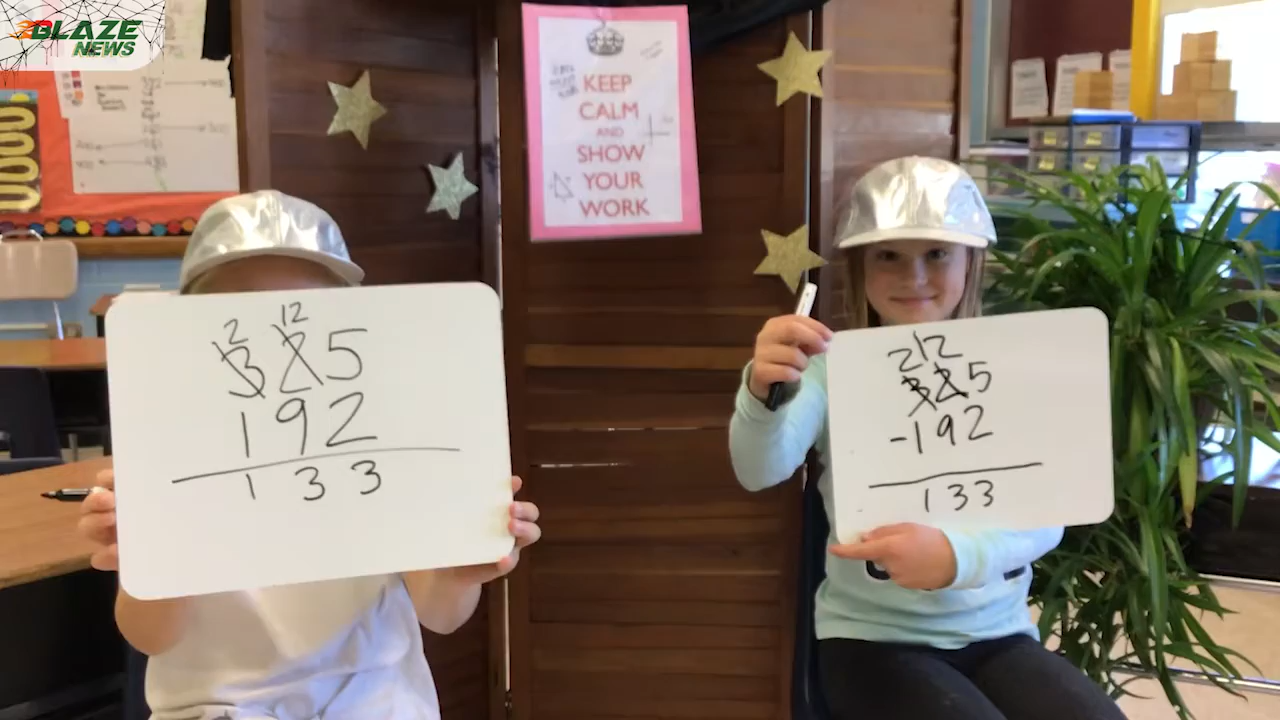 BLAZE
NEWS
KEEP
CALM
AND
SHOW
YOUR
WORK
2 12
325
192
133
212
325
-192
133